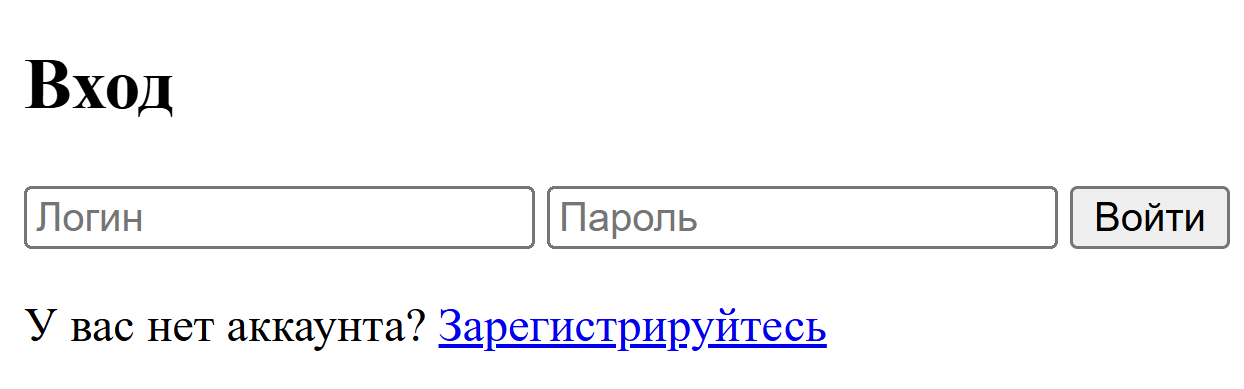 Вход
Логин Пароль Войти
У вас нет аккаунта? Зарегистрируйтесь